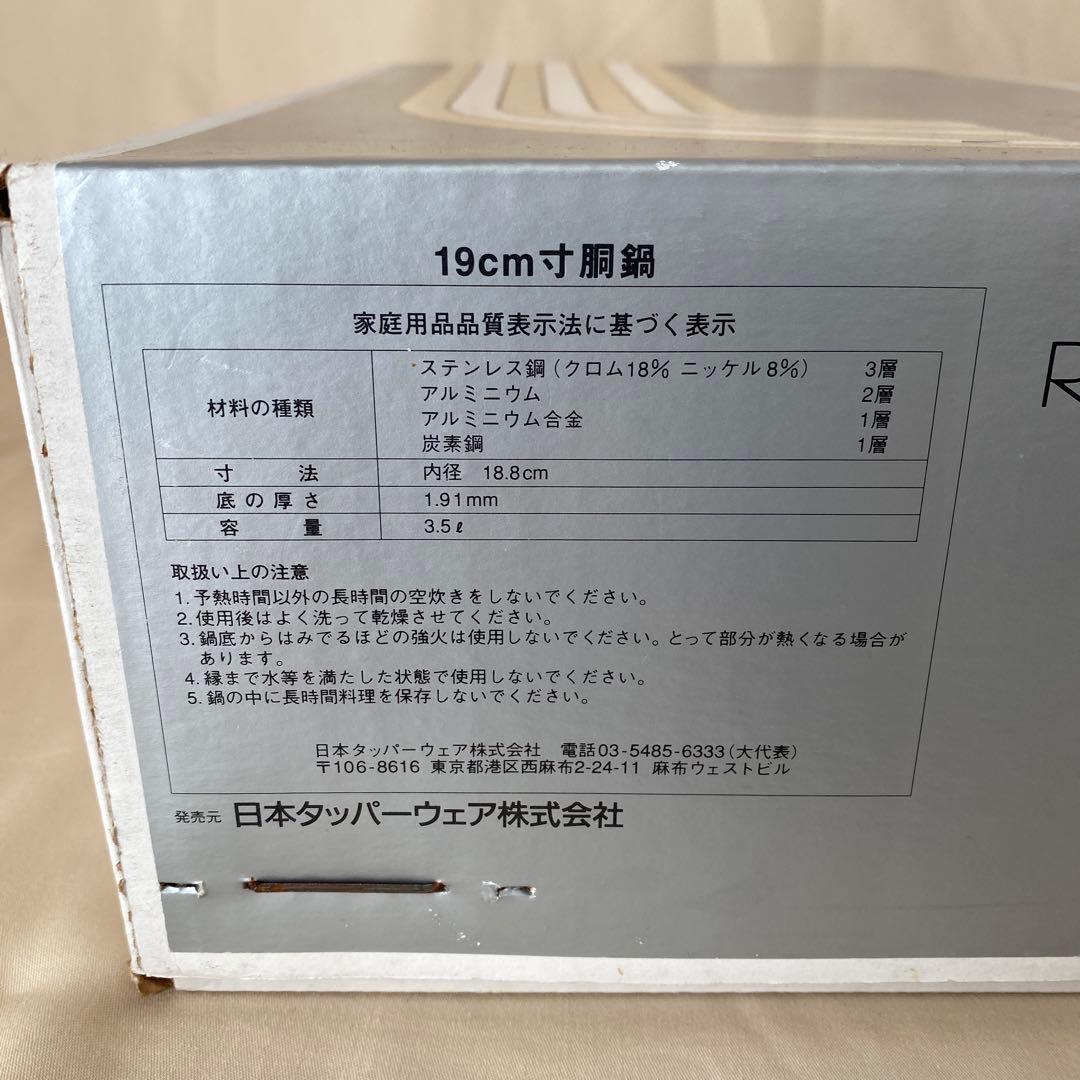 19cm寸胴鍋
家庭用品品質表示法に基づく表示
材料の種類
ステンレス鋼(クロム18% ニッケル8%) 3層
アルミニウム 2層
アルミニウム合金 1層
炭素鋼 1層
寸法 内径 18.8cm
底の厚さ 1.91mm
容量 3.5ℓ
取扱い上の注意
1.予熱時間以外の長時間の空炊きをしないでください。
2.使用後はよく洗って乾燥させてください。
3.鍋底からはみでるほどの強火は使用しないでください。とって部分が熱くなる場合が
あります。
4.縁まで水等を満たした状態で使用しないでください。
5.鍋の中に長時間料理を保存しないでください。
日本タッパーウェア株式会社 電話03-5485-6333(大代表)
〒106-8616 東京都港区西麻布2-24-11 麻布ウェストビル
発売元 日本タッパーウェア株式会社